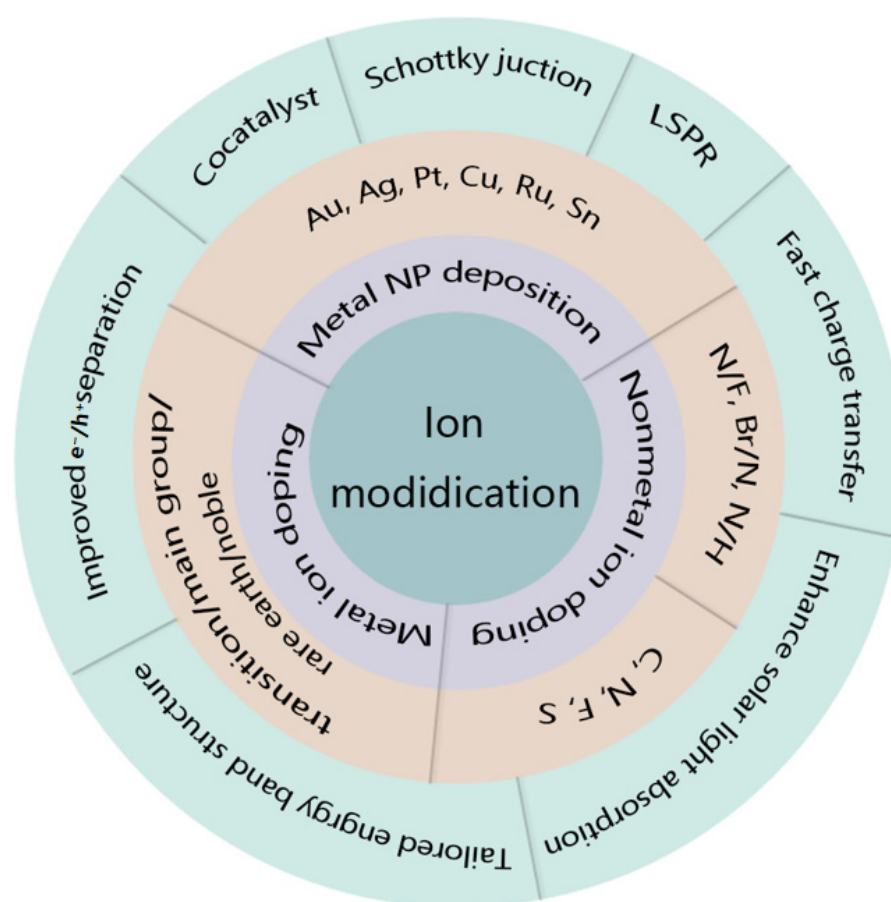 Ion
modidication
Metal NP deposition
Nonmetal ion doping
Metal ion doping
Au, Ag, Pt, Cu, Ru, Sn
N/F, Br/N, N/H
C, N, F, S
transition/main group/
rare earth/noble
Cocatalyst
Schottky juction
LSPR
Fast charge transfer
Enhance solar light absorption
Tailored engrgy band structure
Improved e⁻/h⁺separation